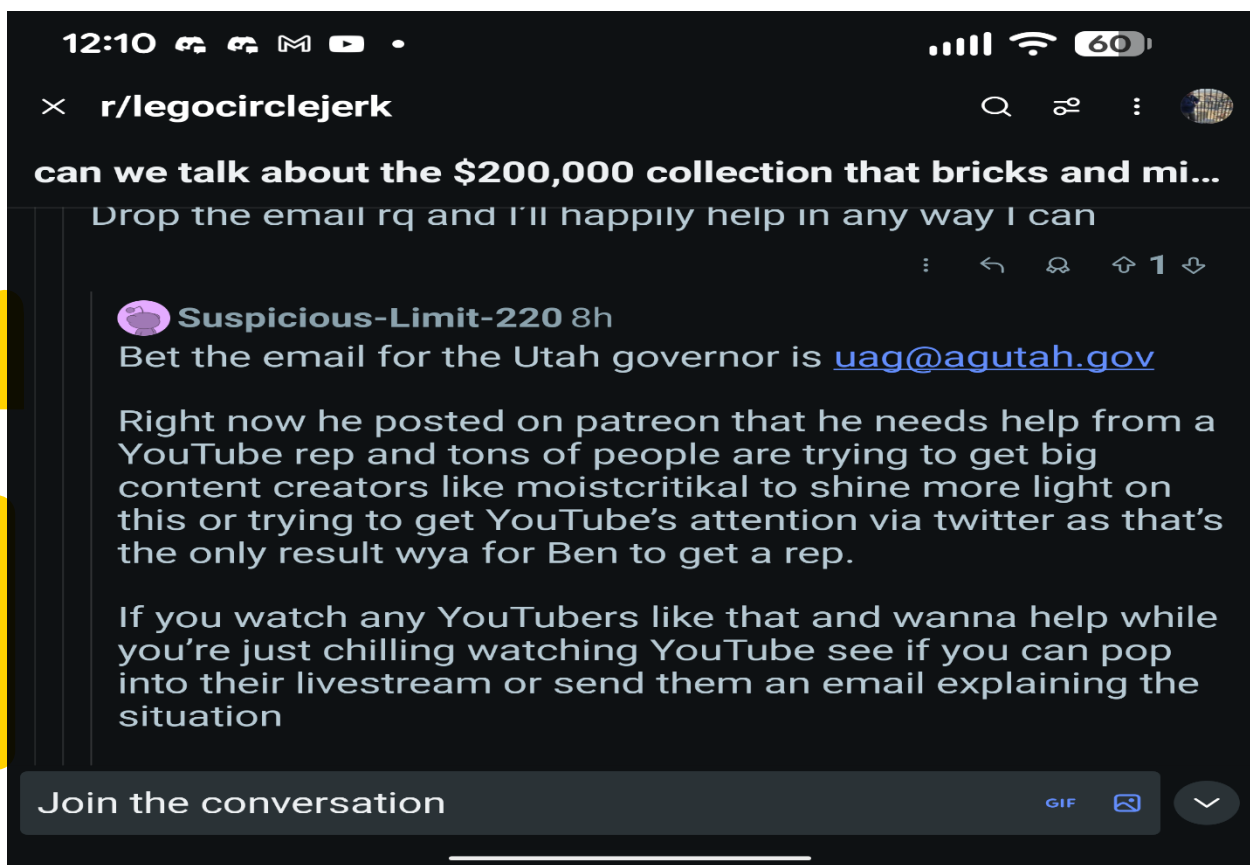 12:10
60
r/legocirclejerk
can we talk about the $200,000 collection that bricks and mi...
Drop the email rq and I'll happily help in any way I can
1
Suspicious-Limit-220 8h
Bet the email for the Utah governor is uag@agutah.gov
Right now he posted on patreon that he needs help from a
YouTube rep and tons of people are trying to get big
content creators like moistcritikal to shine more light on
this or trying to get YouTube's attention via twitter as that's
the only result wya for Ben to get a rep.
If you watch any YouTubers like that and wanna help while
you're just chilling watching YouTube see if you can pop
into their livestream or send them an email explaining the
situation
Join the conversation
GIF